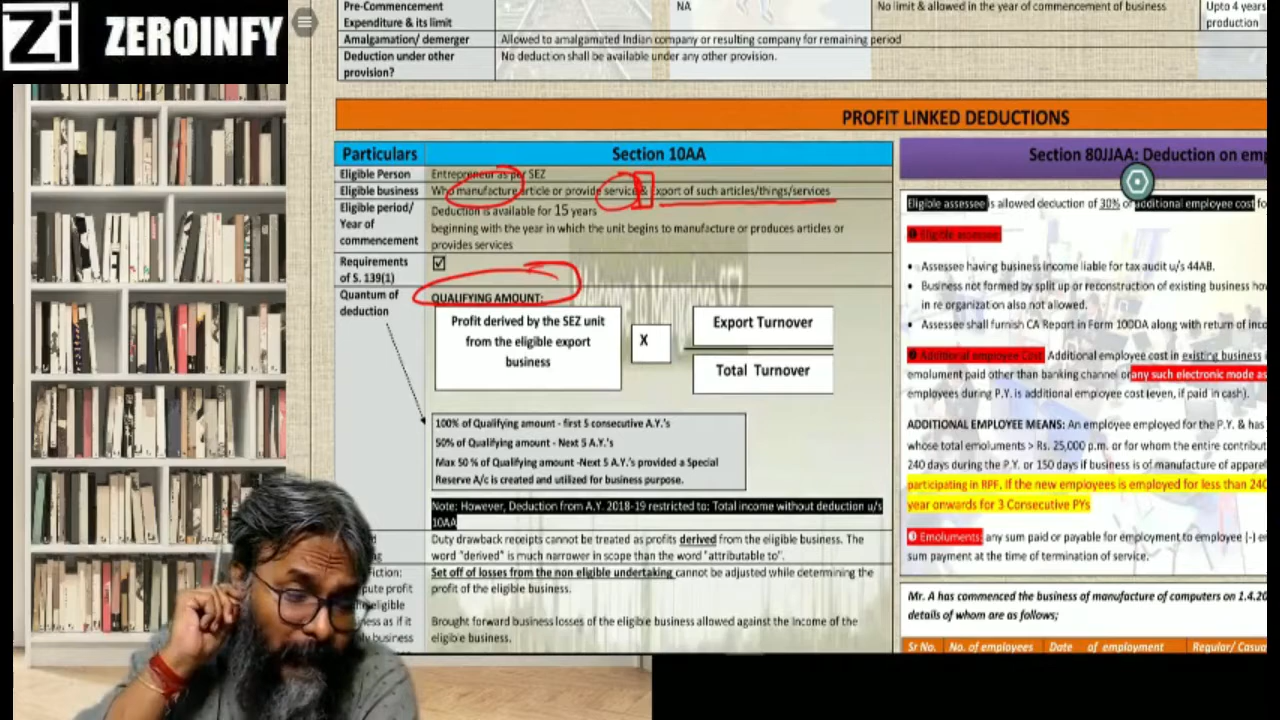 ZEROINFY
Pre-Commencement
Expenditure & its limit
NA
No limit & allowed in the year of commencement of business
Upto 4 years
production
Amalgamation/ demerger
Allowed to amalgamated Indian company or resulting company for remaining period
Deduction under other
provision?
No deduction shall be available under any other provision.
PROFIT LINKED DEDUCTIONS
Particulars
Section 10AA
Eligible Person
Entrepreneur as per SEZ
Eligible business
Who manufacture article or provide service & export of such articles/things/services
Eligible period/
Year of
commencement
Deduction is available for 15 years
beginning with the year in which the unit begins to manufacture or produces articles or
provides services
Requirements
of S. 139(1)
Quantum of
deduction
QUALIFYING AMOUNT:
Profit derived by the SEZ unit
from the eligible export
business
X
Export Turnover
Total Turnover
100% of Qualifying amount - first 5 consecutive A.Y.'s
50% of Qualifying amount - Next 5 A.Y.'s
Max 50 % of Qualifying amount -Next 5 A.Y.'s provided a Special
Reserve A/c is created and utilized for business purpose.
Note: However, Deduction from A.Y. 2018-19 restricted to: Total income without deduction u/s
10AA
Duty drawback receipts cannot be treated as profits derived from the eligible business. The
word "derived" is much narrower in scope than the word "attributable to".
Fiction:
profit
eligible
as if it
business
Set off of losses from the non eligible undertaking cannot be adjusted while determining the
profit of the eligible business.
Brought forward business losses of the eligible business allowed against the income of the
eligible business.
Section 80JJAA: Deduction on emp
Eligible assessee is allowed deduction of 30% of additional employee cost fo
Eligible assessee:
• Assessee having business income liable for tax audit u/s 44AB.
• Business not formed by split up or reconstruction of existing business
in re organization also not allowed.
• Assessee shall furnish CA Report in Form 10DDA along with return of inco
Additional employee Cost: Additional employee cost in existing business
emolument paid other than banking channel or any such electronic mode as
employees during P.Y. is additional employee cost (even, if paid in cash).
ADDITIONAL EMPLOYEE MEANS: An employee employed for the P.Y. & has
whose total emoluments > Rs. 25,000 p.m. or for whom the entire contribut
240 days during the P.Y. or 150 days if business is of manufacture of appare
participating in RPF. If the new employees is employed for less than 240
year onwards for 3 Consecutive PYs
Emoluments: any sum paid or payable for employment to employee (-)
sum payment at the time of termination of service.
Mr. A has commenced the business of manufacture of computers on 1.4.20
details of whom are as follows;
Sr No.
No. of employees
Date of employment
Regular/ Casua